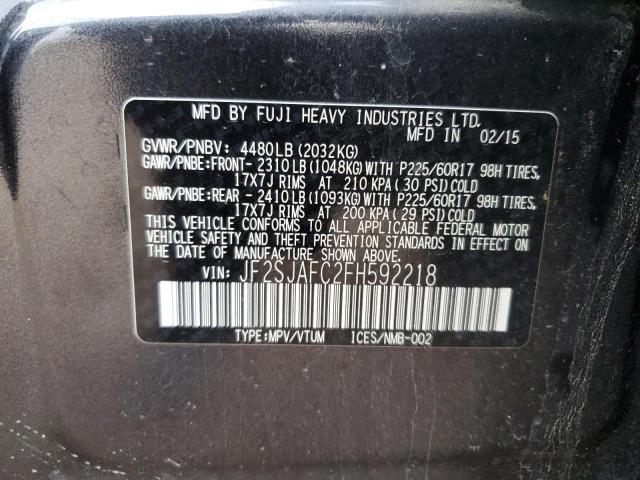 MFD BY FUJI HEAVY INDUSTRIES LTD.
MFD IN 02/15
GVWR/PNBV: 4480LB(2032KG)
GAWR/PNBE:FRONT- 2310LB(1048KG)WITH P225/60R17 98H TIRES,
17X7J RIMS AT 210 KPA(30 PSI)COLD
GAWR/PNBE:REAR - 2410LB(1093KG)WITH P225/60R17 98H TIRES,
17X7J RIMS AT 200 KPA(29 PSI)COLD
THIS VEHICLE CONFORMS TO ALL APPLICABLE FEDERAL MOTOR
VEHICLE SAFETY AND THEFT PREVENTION STANDARDS IN EFFECT ON
THE DATE OF MANUFACTURE SHOWN ABOVE.
VIN: JF2SJAFC2FH592218
TYPE:MPV/VTUM ICES/NMB-002